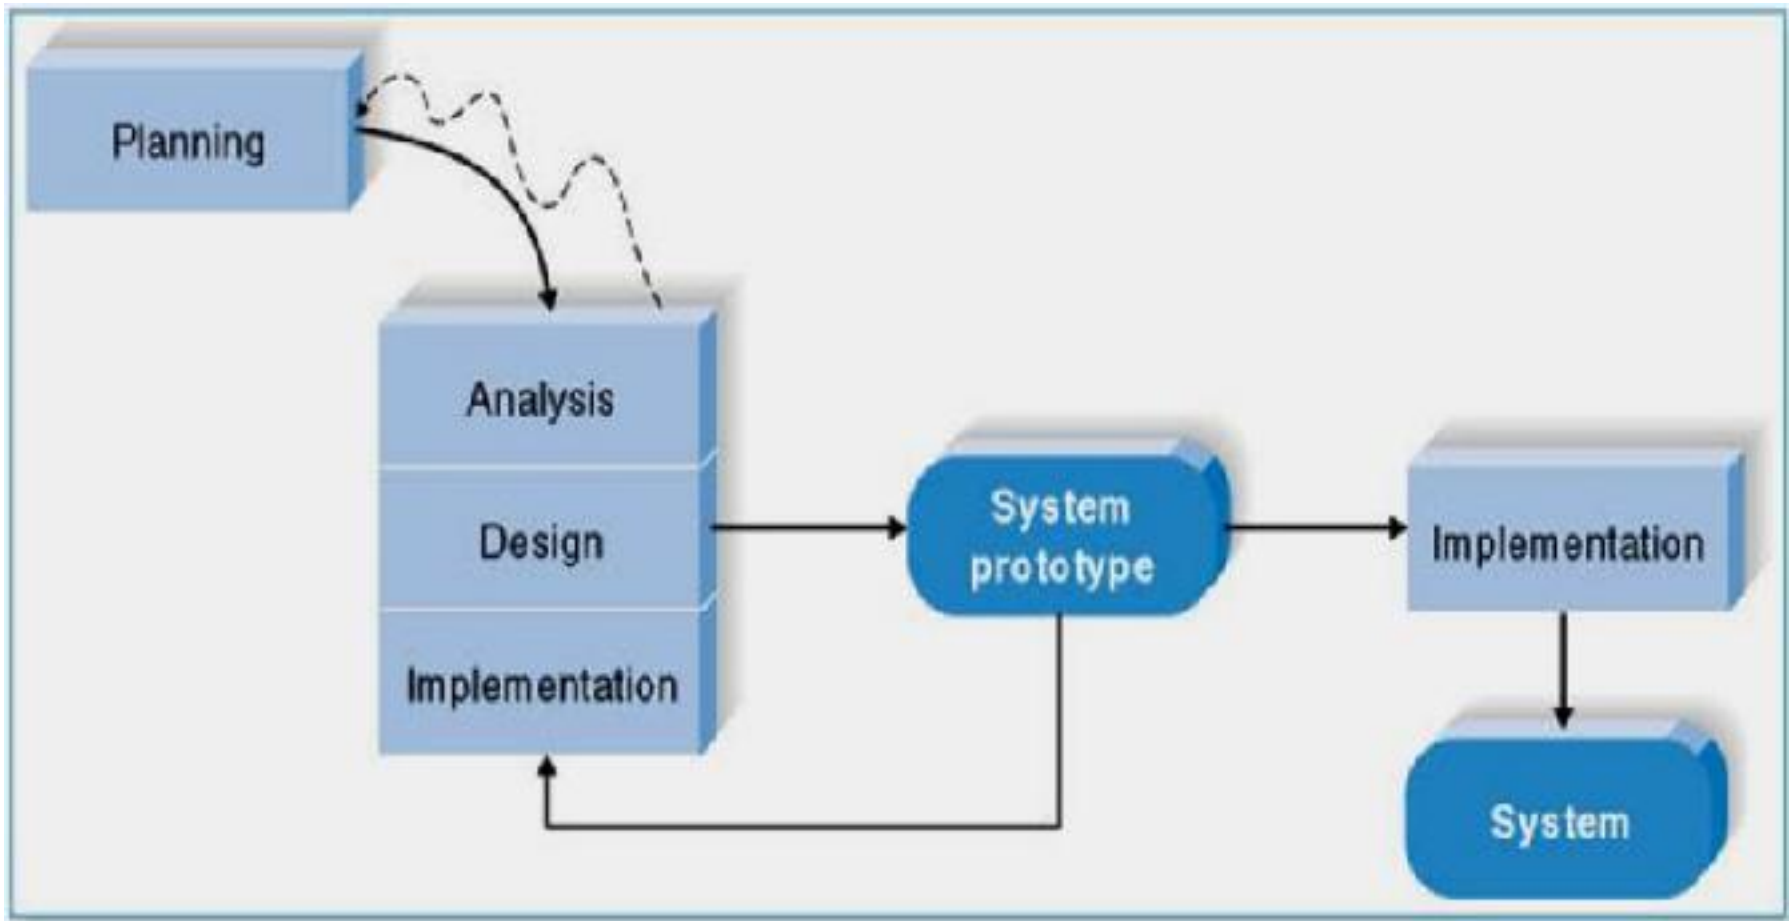 Planning
Analysis
Design
Implementation
System
prototype
Implementation
System